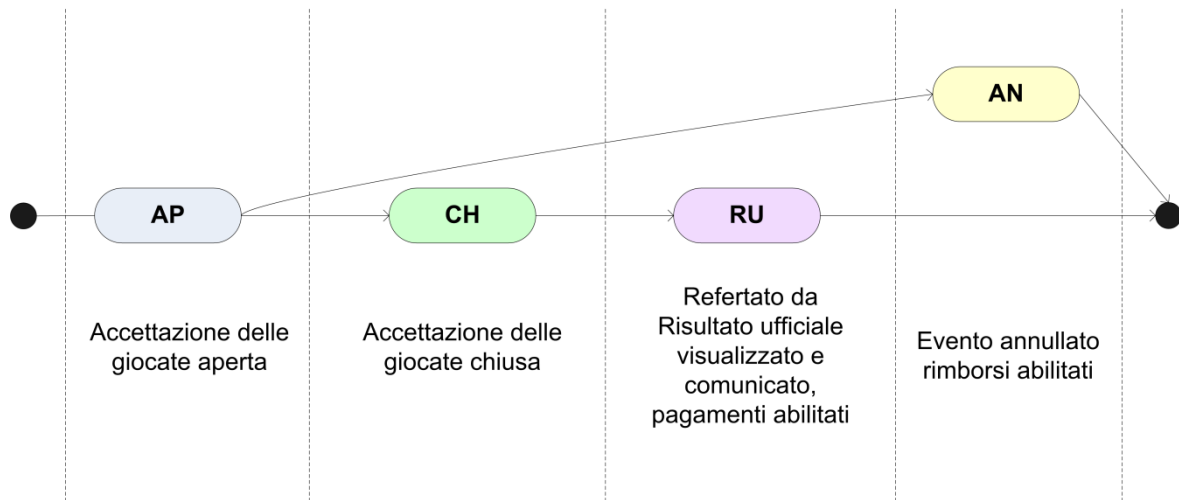 AN
AP
CH
RU
Accettazione delle
giocate aperta
Accettazione delle
giocate chiusa
Refertato da
Risultato ufficiale
visualizzato e
comunicato,
pagamenti abilitati
Evento annullato
rimborsi abilitati